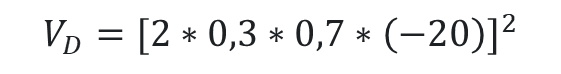 V_D = [2 * 0,3 * 0,7 * (−20)]²